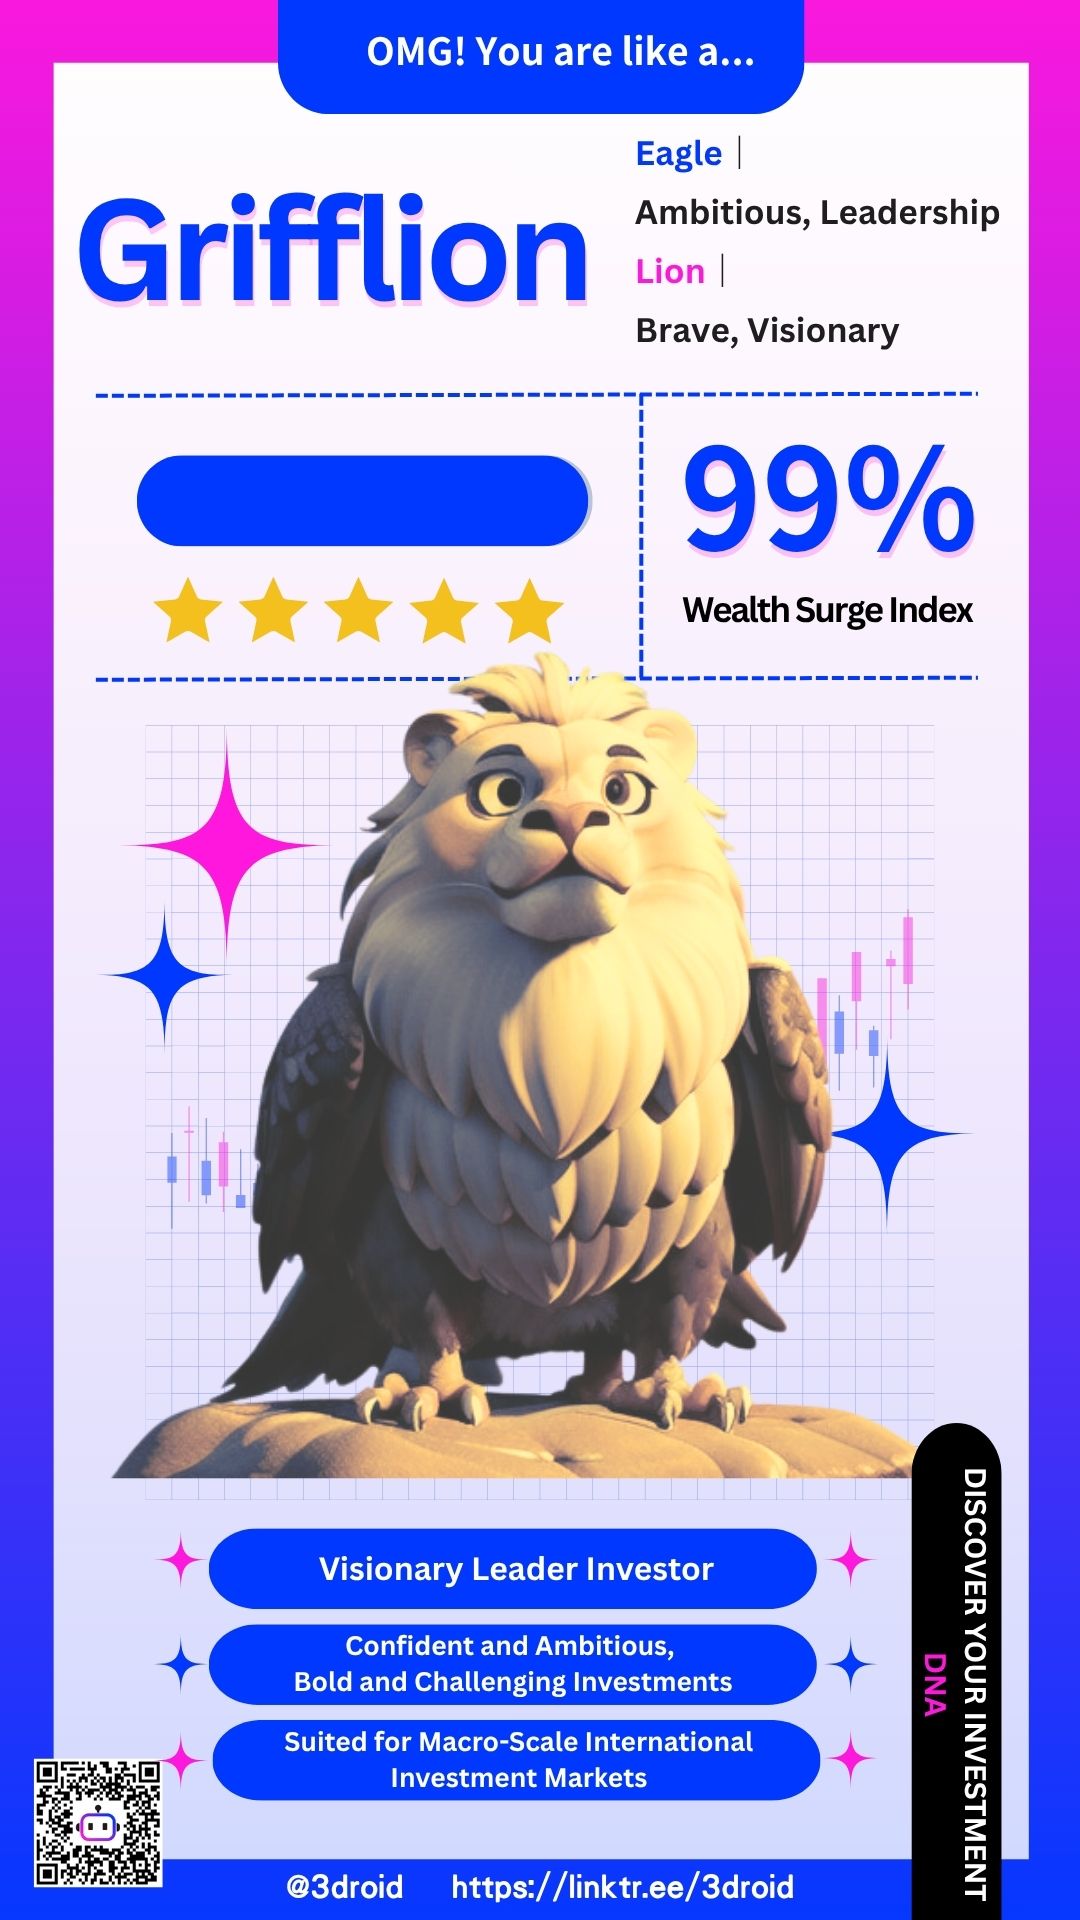 OMG! You are like a...
Grifflion
Eagle |
Ambitious, Leadership
Lion |
Brave, Visionary
99%
Wealth Surge Index
Visionary Leader Investor
Confident and Ambitious,
Bold and Challenging Investments
Suited for Macro-Scale International
Investment Markets
DISCOVER YOUR INVESTMENT
DNA
@3droid https://linktr.ee/3droid